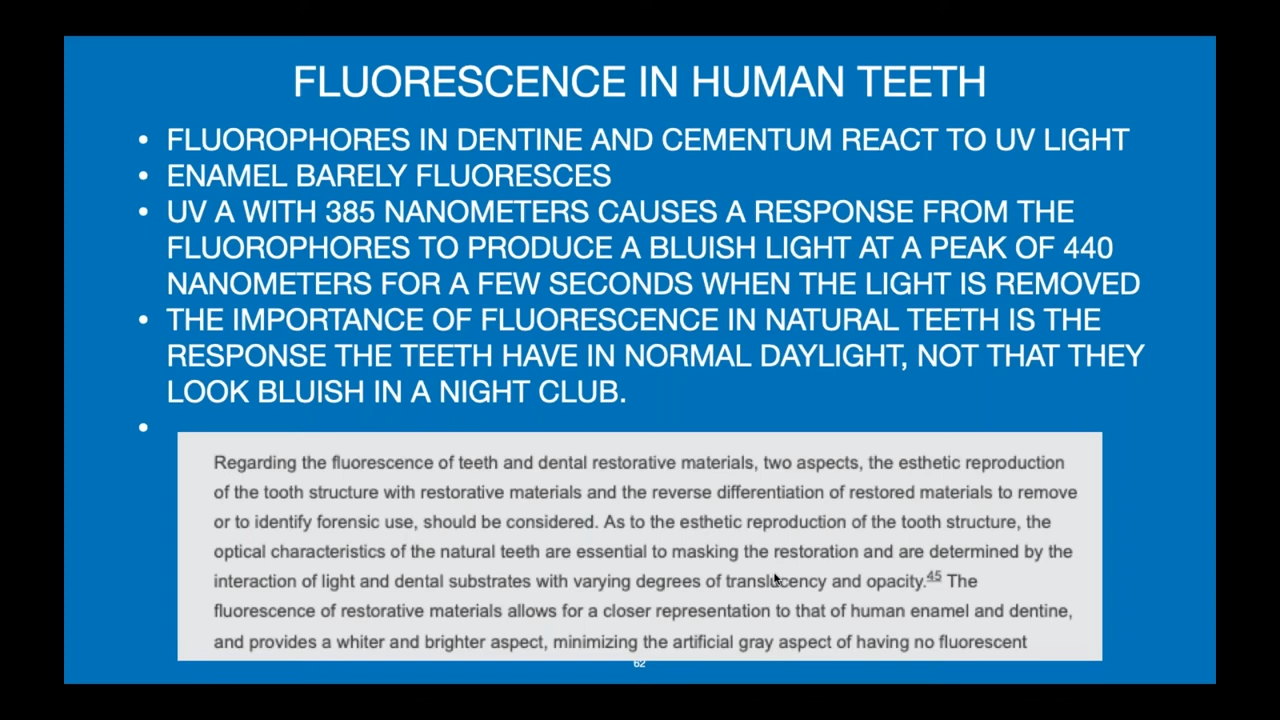 FLUORESCENCE IN HUMAN TEETH
• FLUOROPHORES IN DENTINE AND CEMENTUM REACT TO UV LIGHT
• ENAMEL BARELY FLUORESCES
• UV A WITH 385 NANOMETERS CAUSES A RESPONSE FROM THE
FLUOROPHORES TO PRODUCE A BLUISH LIGHT AT A PEAK OF 440
NANOMETERS FOR A FEW SECONDS WHEN THE LIGHT IS REMOVED
• THE IMPORTANCE OF FLUORESCENCE IN NATURAL TEETH IS THE
RESPONSE THE TEETH HAVE IN NORMAL DAYLIGHT, NOT THAT THEY
LOOK BLUISH IN A NIGHT CLUB.
•
Regarding the fluorescence of teeth and dental restorative materials, two aspects, the esthetic reproduction
of the tooth structure with restorative materials and the reverse differentiation of restored materials to remove
or to identify forensic use, should be considered. As to the esthetic reproduction of the tooth structure, the
optical characteristics of the natural teeth are essential to masking the restoration and are determined by the
interaction of light and dental substrates with varying degrees of translucency and opacity.45 The
fluorescence of restorative materials allows for a closer representation to that of human enamel and dentine,
and provides a whiter and brighter aspect, minimizing the artificial gray aspect of having no fluorescent
62